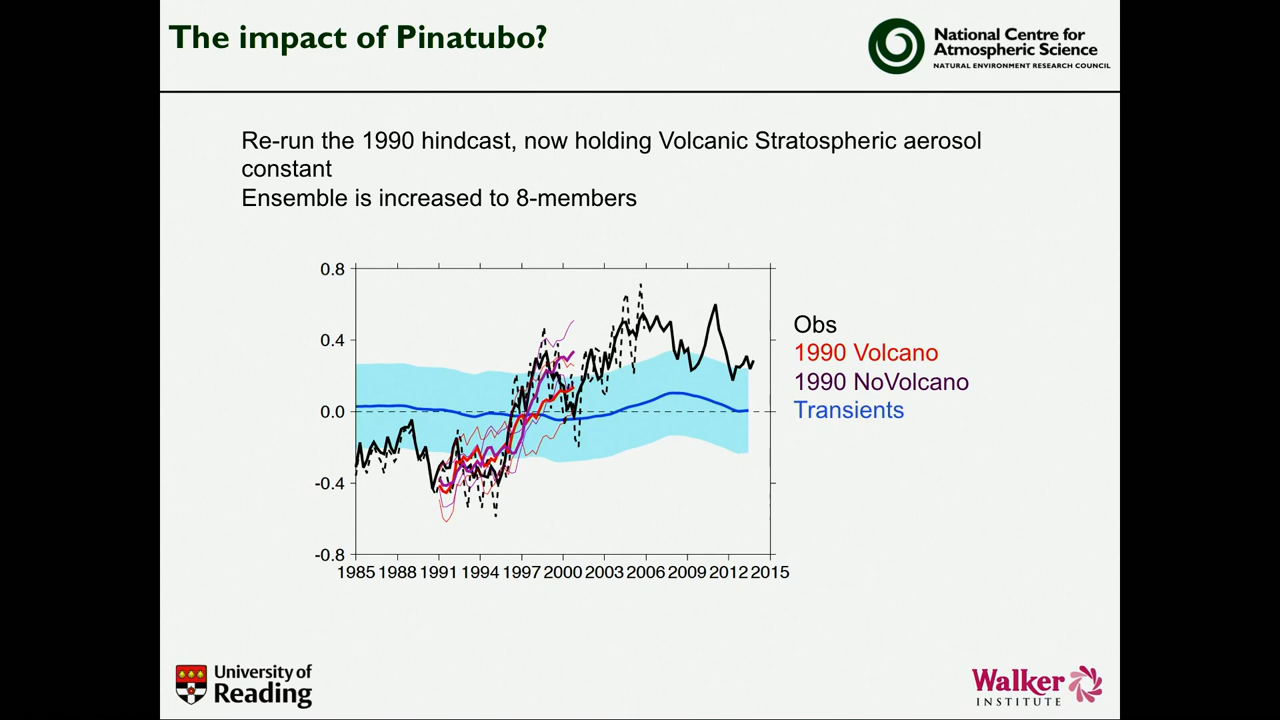 The impact of Pinatubo?
National Centre for
Atmospheric Science
NATURAL ENVIRONMENT RESEARCH COUNCIL
Re-run the 1990 hindcast, now holding Volcanic Stratospheric aerosol
constant
Ensemble is increased to 8-members
0.8
0.4
0.0
-0.4
-0.8
1985 1988 1991 1994 1997 2000 2003 2006 2009 2012 2015
Obs
1990 Volcano
1990 NoVolcano
Transients
University of
Reading
Walker
INSTITUTE